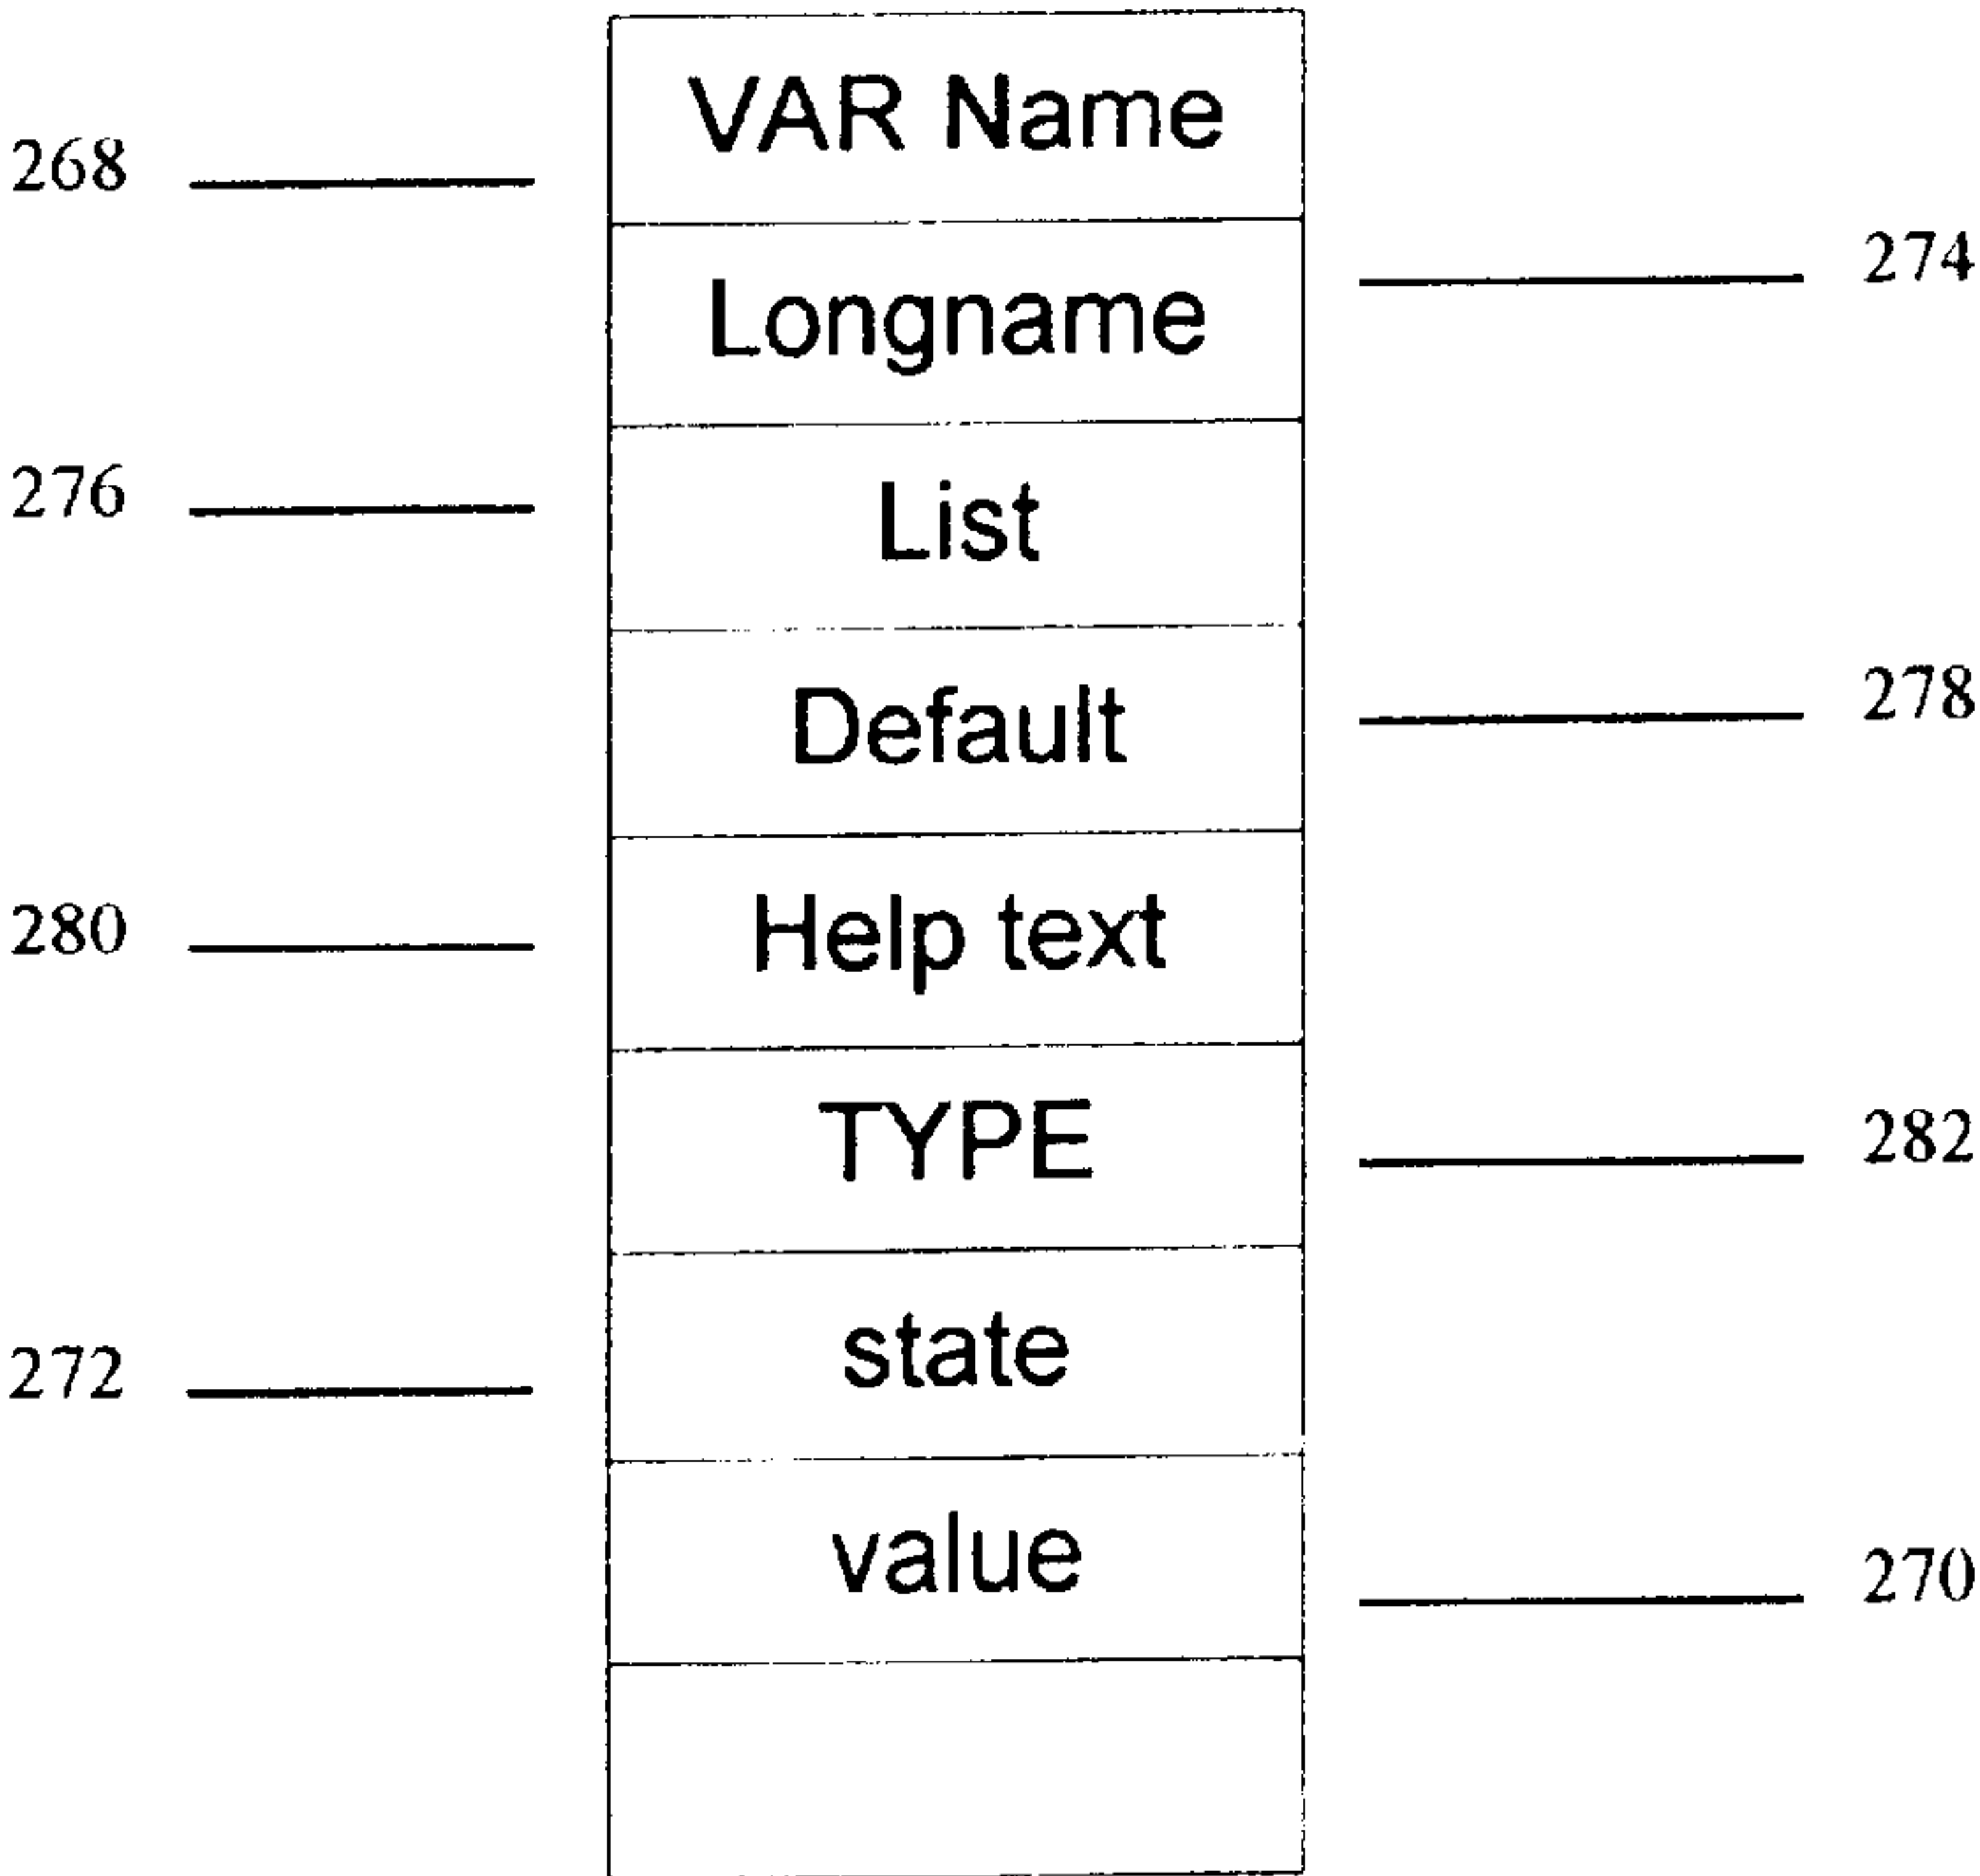 VAR Name
268
Longname
274
List
276
Default
278
Help text
280
TYPE
282
state
272
value
270